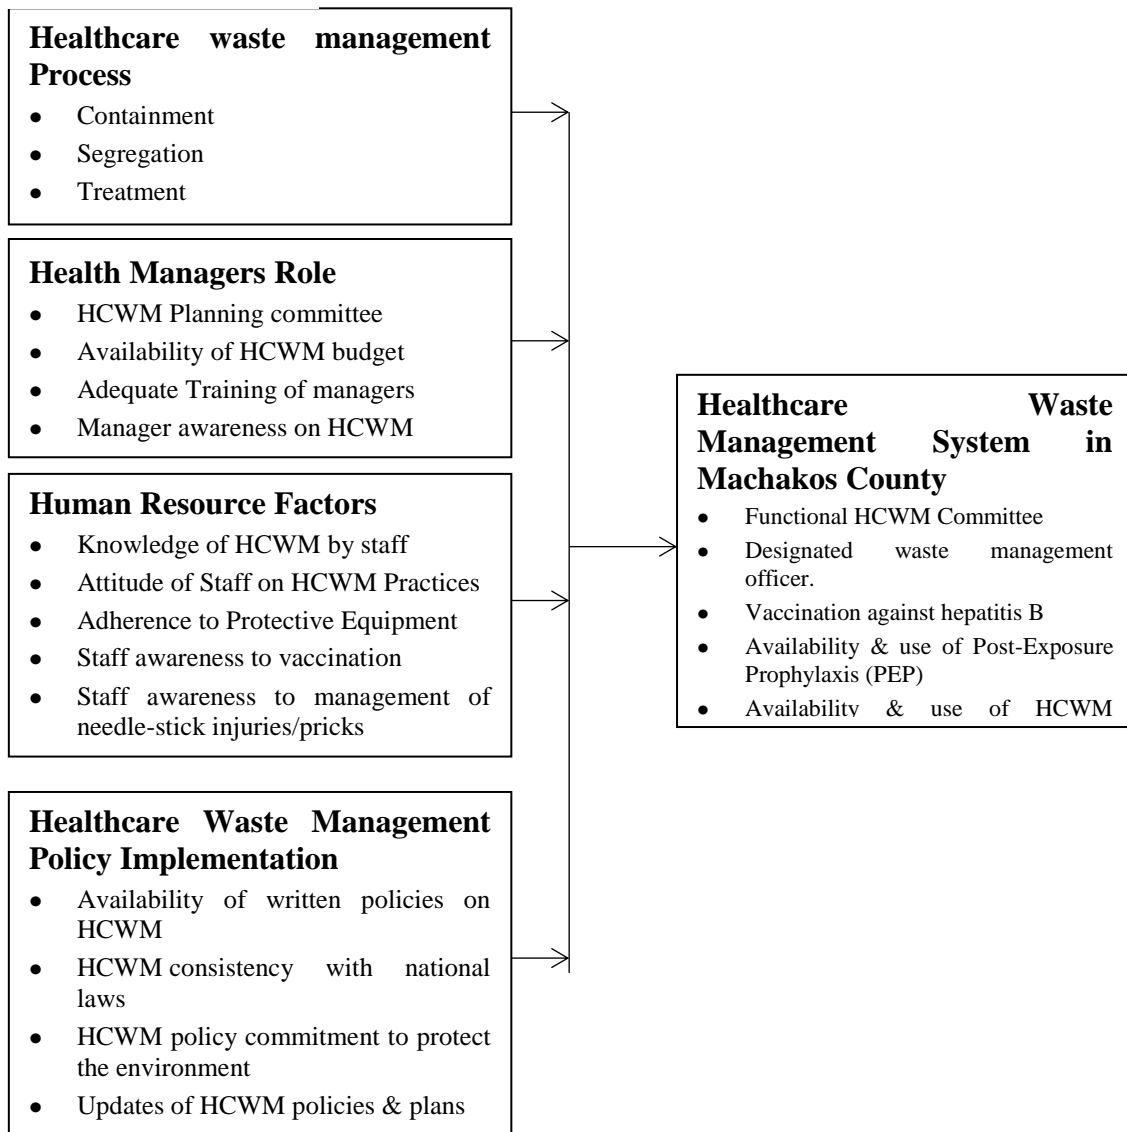 Healthcare waste management
Process
● Containment
● Segregation
● Treatment
Health Managers Role
● HCWM Planning committee
● Availability of HCWM budget
● Adequate Training of managers
● Manager awareness on HCWM
Human Resource Factors
● Knowledge of HCWM by staff
● Attitude of Staff on HCWM Practices
● Adherence to Protective Equipment
● Staff awareness to vaccination
● Staff awareness to management of
needle-stick injuries/pricks
Healthcare Waste Management
Policy Implementation
● Availability of written policies on
HCWM
● HCWM consistency with national
laws
● HCWM policy commitment to protect
the environment
● Updates of HCWM policies & plans
Healthcare Waste
Management System in
Machakos County
● Functional HCWM Committee
● Designated waste management
officer.
● Vaccination against hepatitis B
● Availability & use of Post-Exposure
Prophylaxis (PEP)
● Availability & use of HCWM